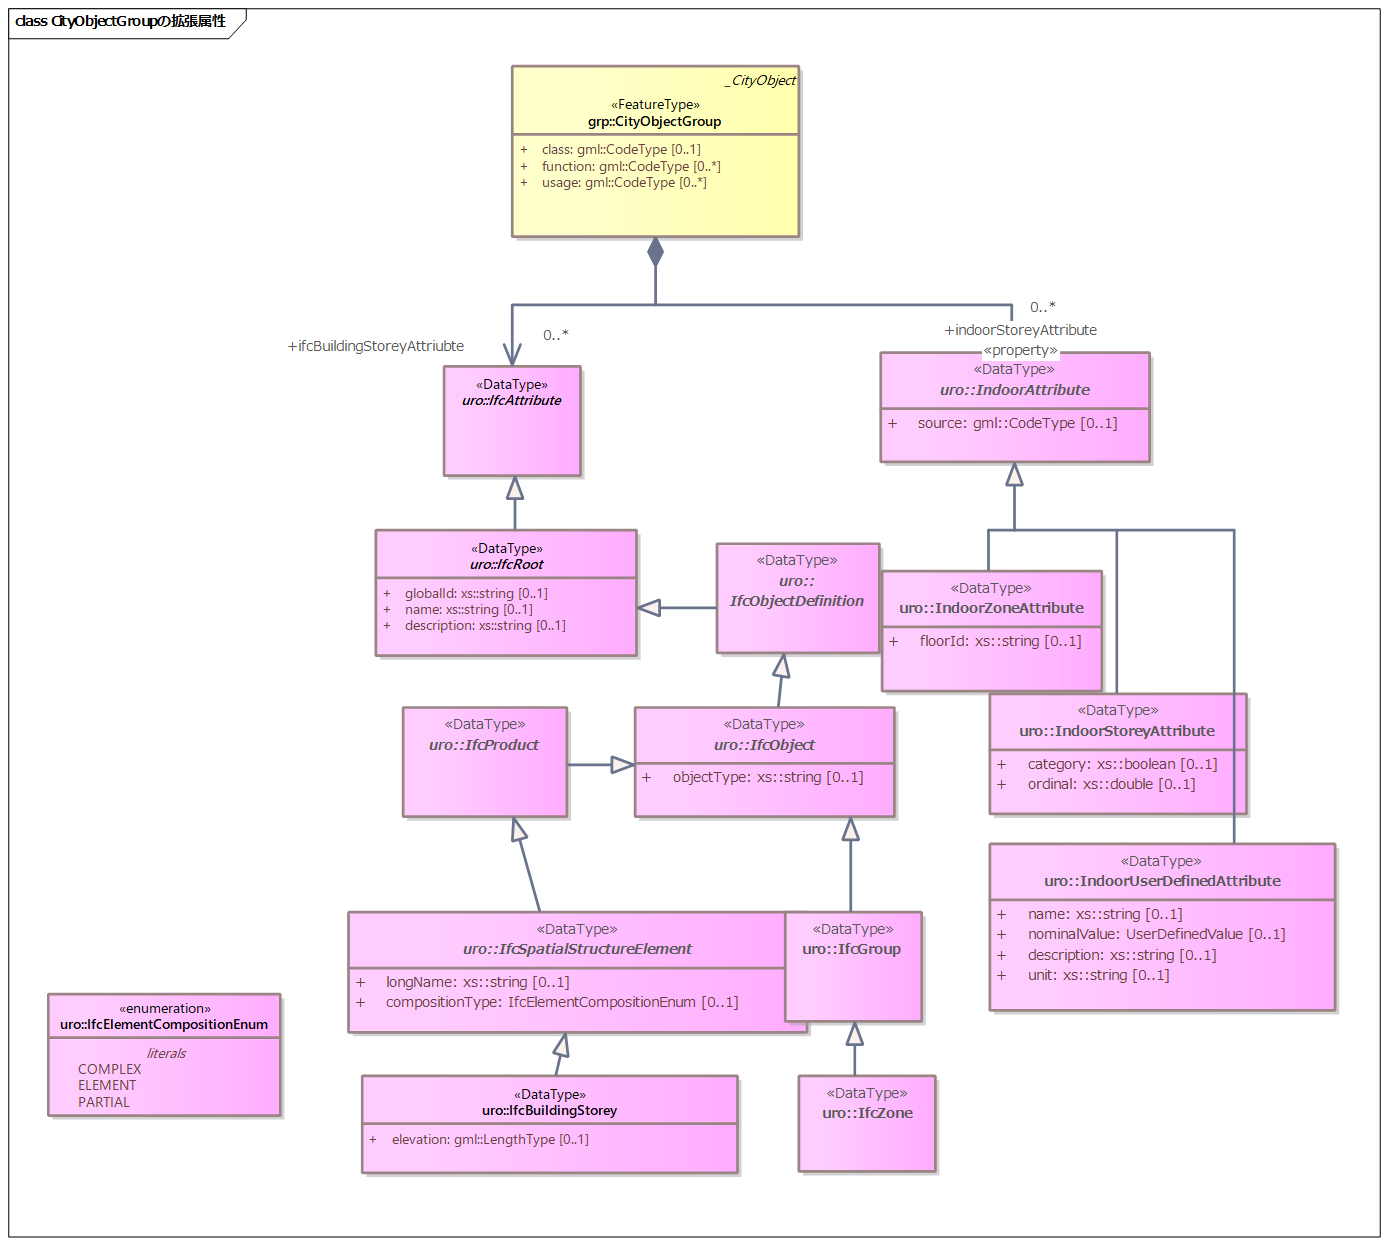 class CityObjectGroupの拡張属性
_CityObject
«FeatureType»
grp::CityObjectGroup
+ class: gml::CodeType [0..1]
+ function: gml::CodeType [0..*]
+ usage: gml::CodeType [0..*]
0..*
+indoorStoreyAttribute
«property»
0..*
+ifcBuildingStoreyAttriubte
«DataType»
uro::IfcAttribute
«DataType»
uro::IndoorAttribute
+ source: gml::CodeType [0..1]
«DataType»
uro::IfcRoot
+ globalId: xs::string [0..1]
+ name: xs::string [0..1]
+ description: xs::string [0..1]
«DataType»
uro::
IfcObjectDefinition
«DataType»
uro::IndoorZoneAttribute
+ floorId: xs::string [0..1]
«DataType»
uro::IfcProduct
«DataType»
uro::IfcObject
+ objectType: xs::string [0..1]
«DataType»
uro::IndoorStoreyAttribute
+ category: xs::boolean [0..1]
+ ordinal: xs::double [0..1]
«DataType»
uro::IndoorUserDefinedAttribute
+ name: xs::string [0..1]
+ nominalValue: UserDefinedValue [0..1]
+ description: xs::string [0..1]
+ unit: xs::string [0..1]
«DataType»
uro::IfcSpatialStructureElement
+ longName: xs::string [0..1]
+ compositionType: IfcElementCompositionEnum [0..1]
«DataType»
uro::IfcGroup
«enumeration»
uro::IfcElementCompositionEnum
literals
COMPLEX
ELEMENT
PARTIAL
«DataType»
uro::IfcBuildingStorey
+ elevation: gml::LengthType [0..1]
«DataType»
uro::IfcZone